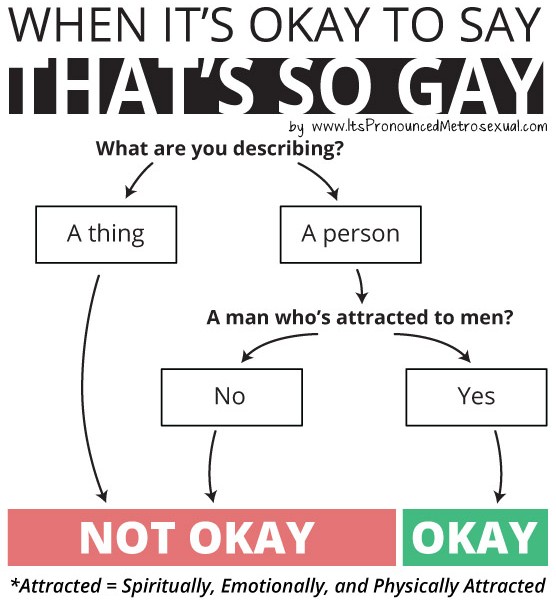 WHEN IT'S OKAY TO SAY
THAT'S SO GAY
by www.ItsPronouncedMetrosexual.com
What are you describing?
A thing
A person
A man who's attracted to men?
No
Yes
NOT OKAY
OKAY
*Attracted = Spiritually, Emotionally, and Physically Attracted